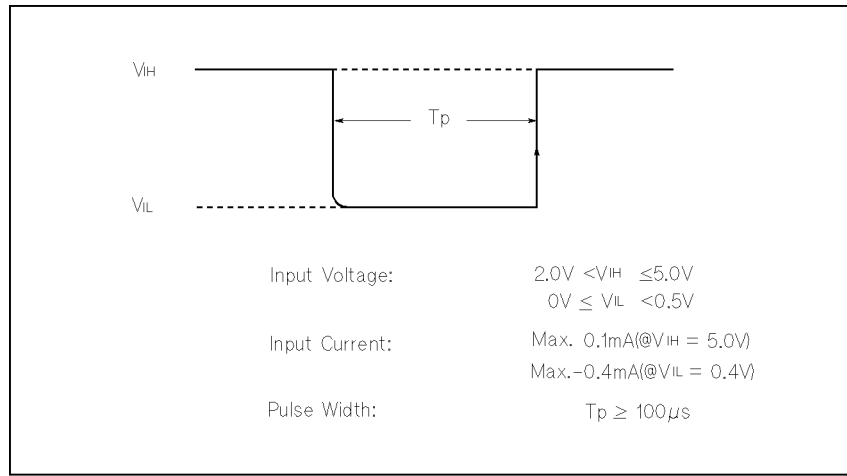 VIH
Tp
VIL
Input Voltage: 2.0V <VIH ≤5.0V
0V ≤ VIL <0.5V
Input Current: Max. 0.1mA(@VIH = 5.0V)
Max.-0.4mA(@VIL = 0.4V)
Pulse Width: Tp ≥ 100μs